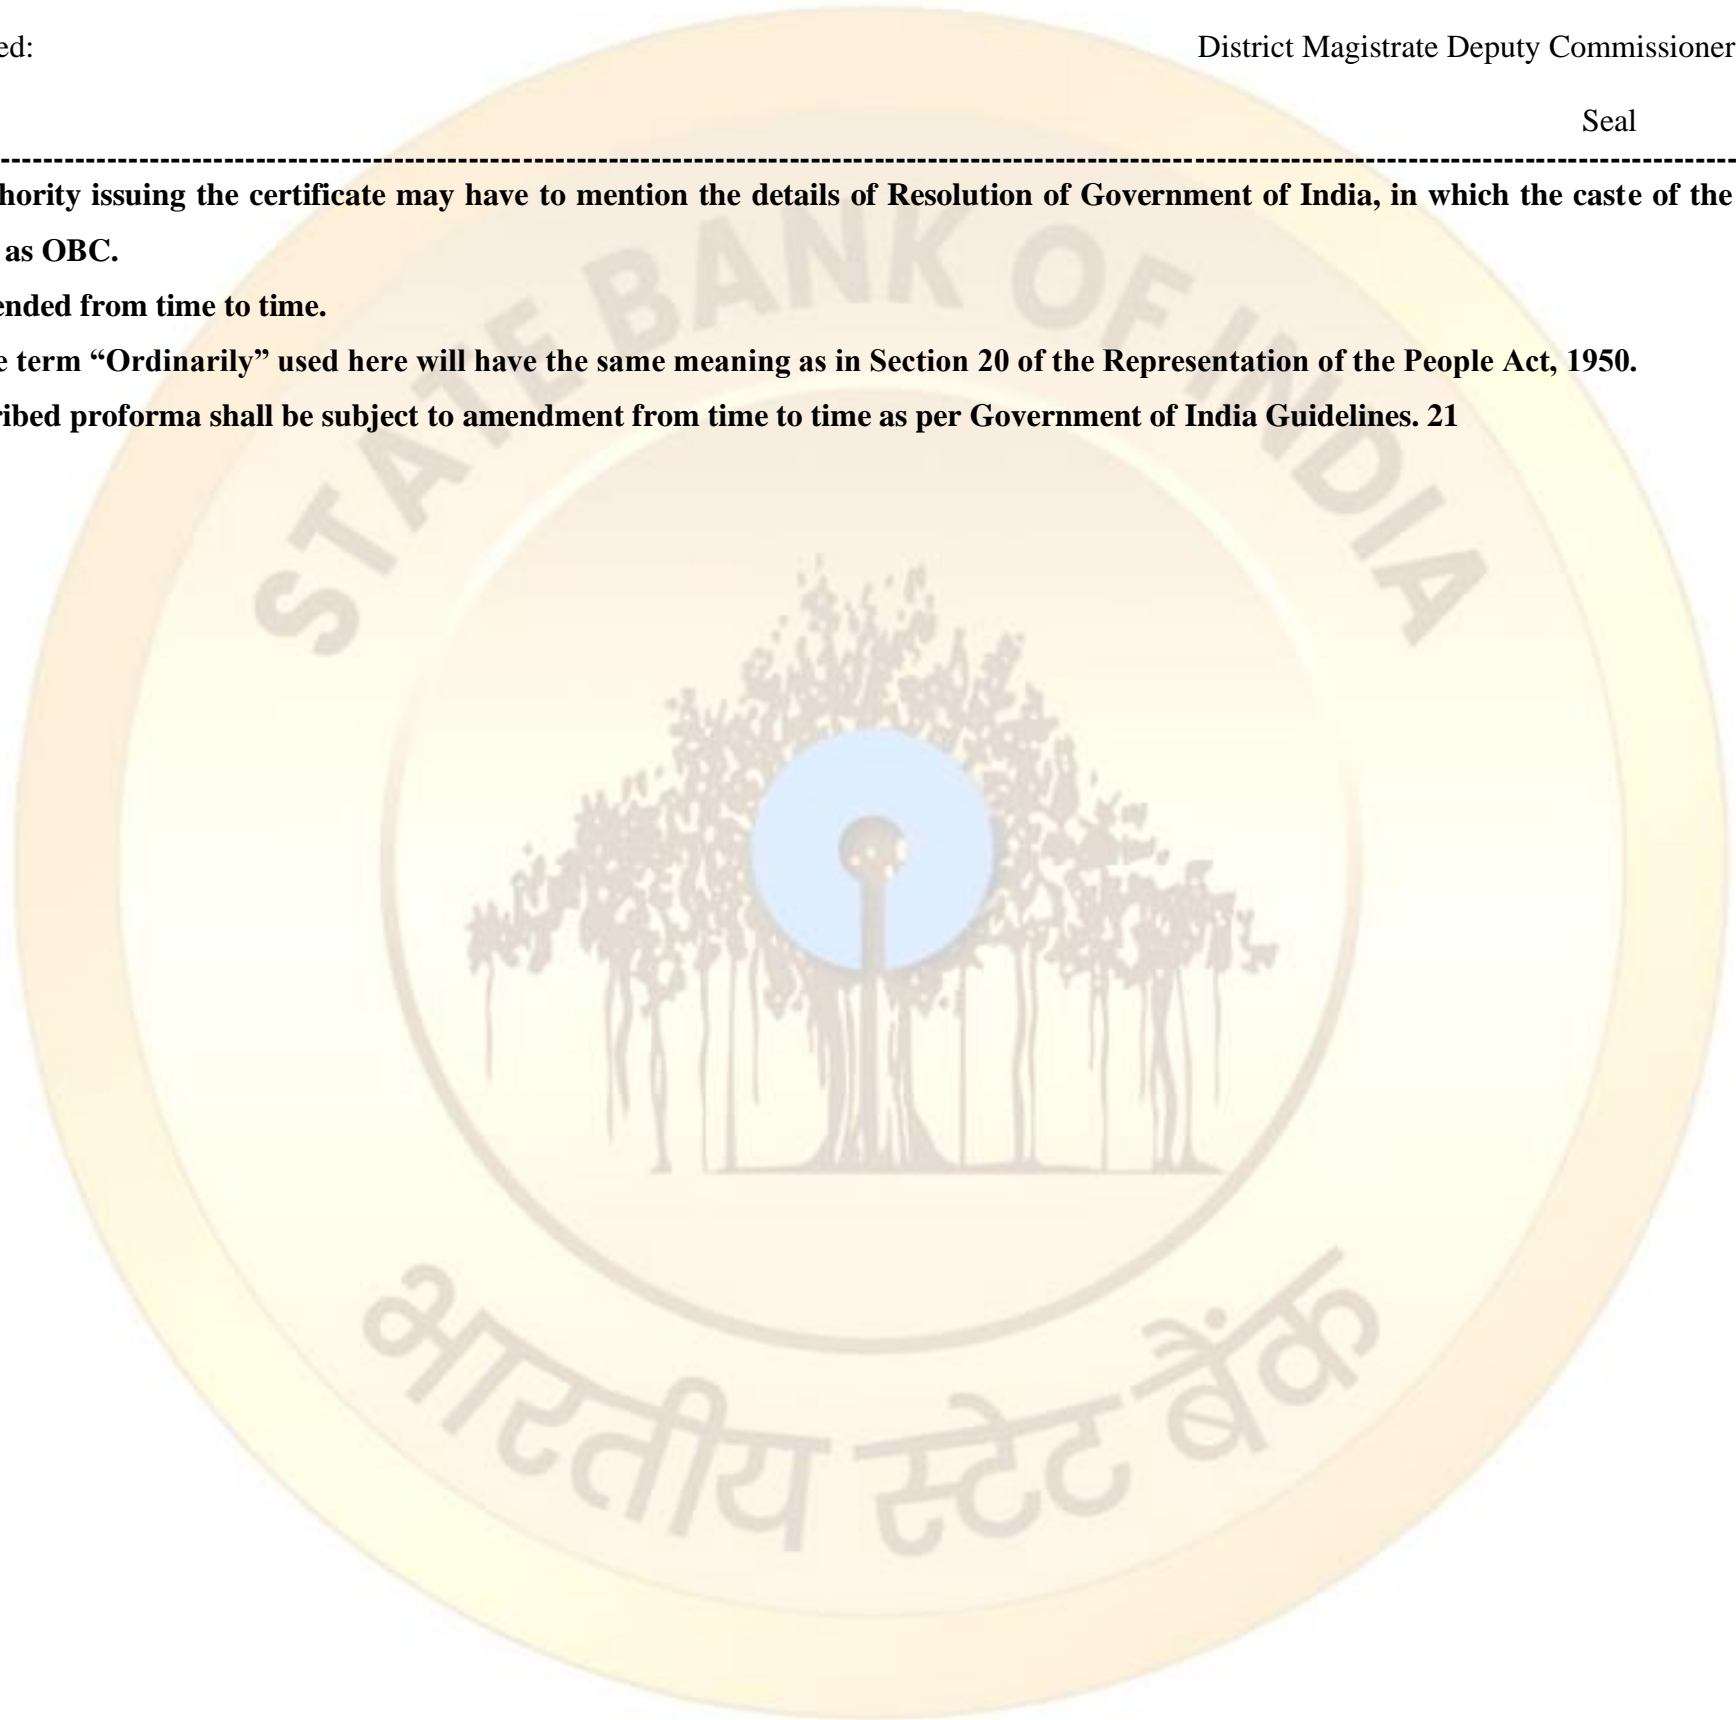 ed: District Magistrate Deputy Commissioner
Seal
hority issuing the certificate may have to mention the details of Resolution of Government of India, in which the caste of the
as OBC.
ended from time to time.
e term “Ordinarily” used here will have the same meaning as in Section 20 of the Representation of the People Act, 1950.
ribed proforma shall be subject to amendment from time to time as per Government of India Guidelines. 21
STATE BANK OF INDIA
भारतीय स्टेट बैंक